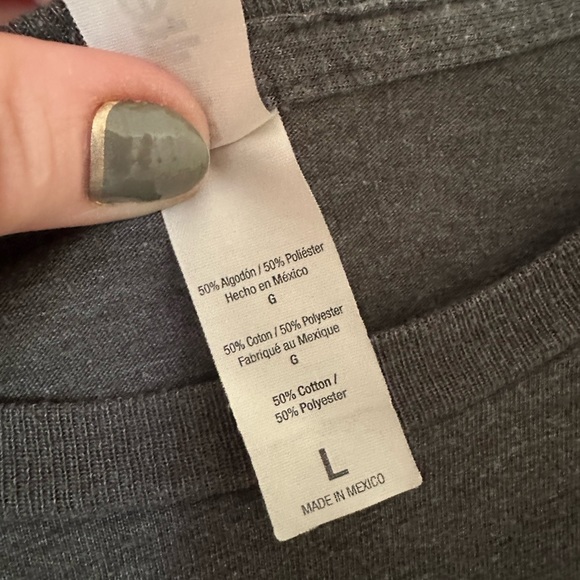 50% Algodón / 50% Poliéster
Hecho en México
G
50% Coton / 50% Polyester
Fabriqué au Mexique
G
50% Cotton /
50% Polyester
L
MADE IN MEXICO